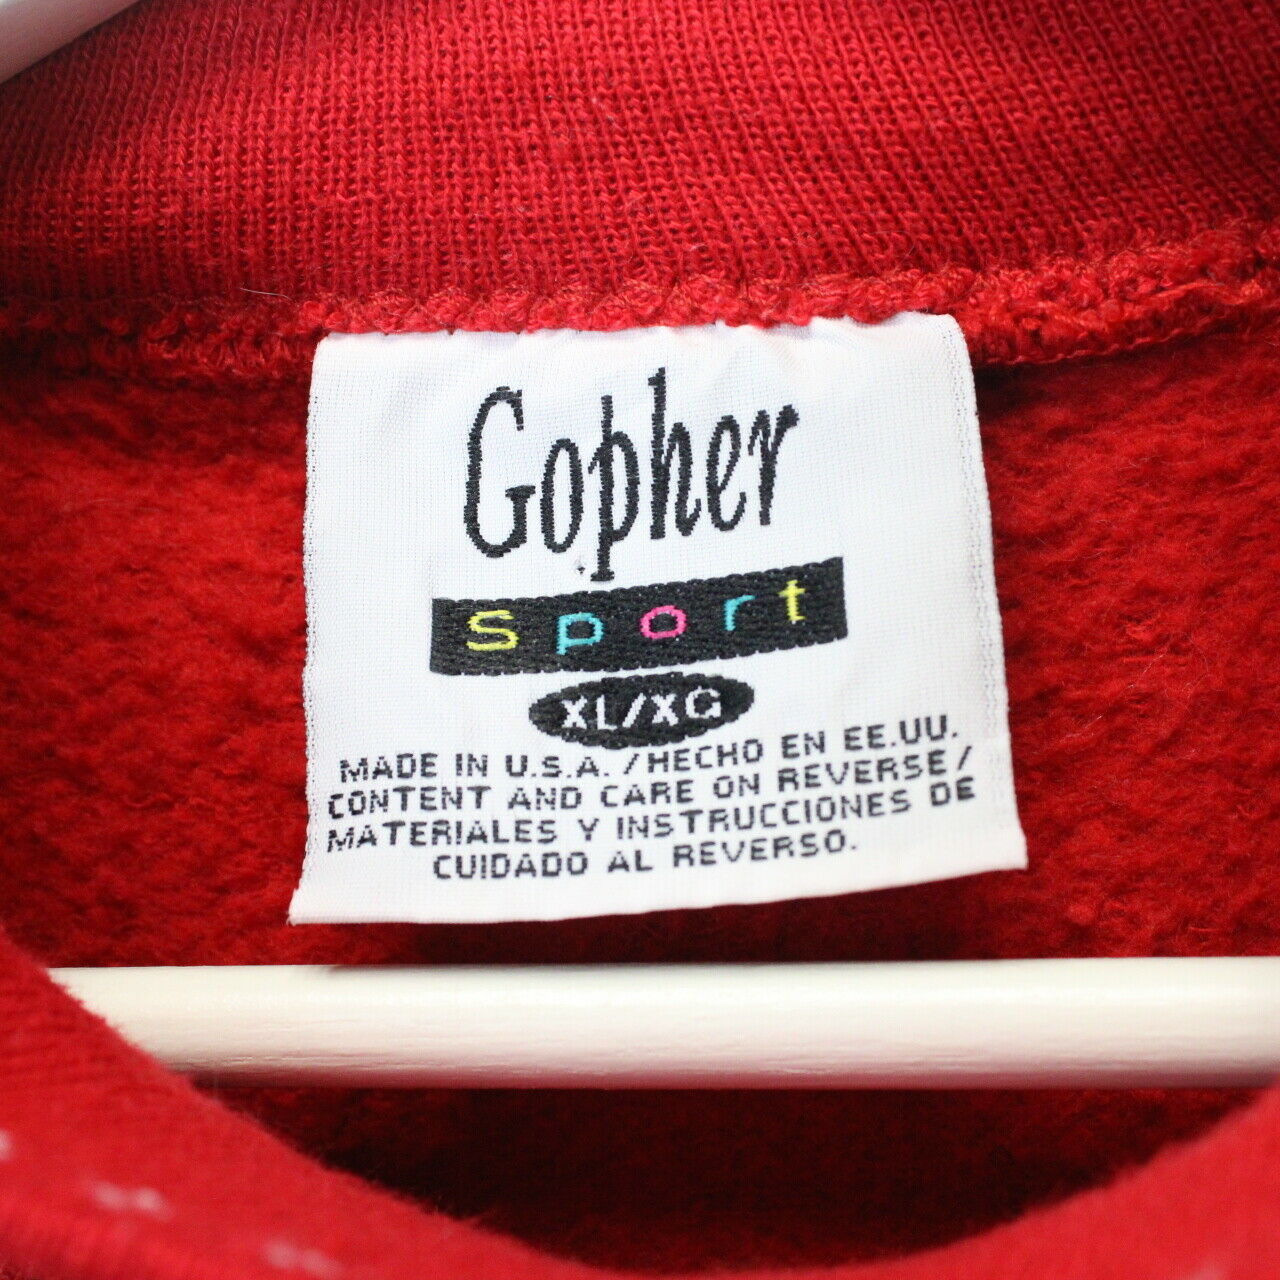 Gopher
sport
XL/XG
MADE IN U.S.A. /HECHO EN EE.UU.
CONTENT AND CARE ON REVERSE/
MATERIALES Y INSTRUCCIONES DE
CUIDADO AL REVERSO.